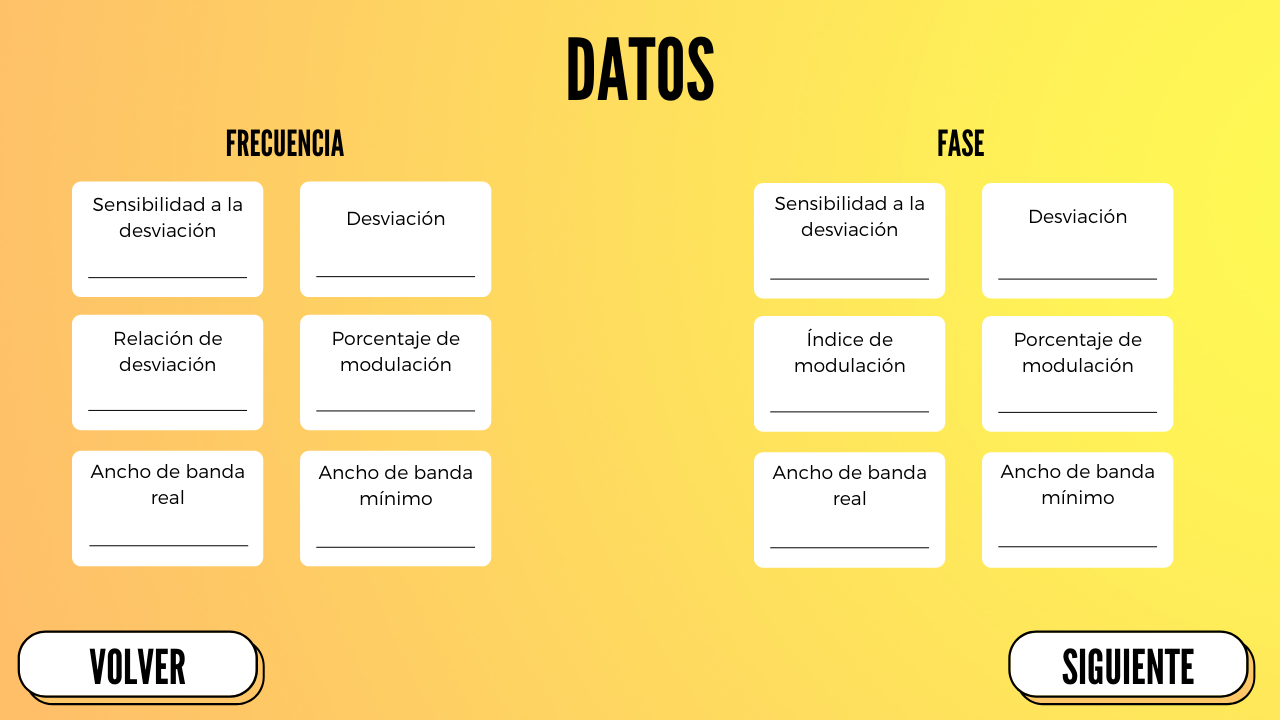 DATOS
FRECUENCIA
Sensibilidad a la
desviación
Desviación
Relación de
desviación
Porcentaje de
modulación
Ancho de banda
real
Ancho de banda
mínimo
FASE
Sensibilidad a la
desviación
Desviación
Índice de
modulación
Porcentaje de
modulación
Ancho de banda
real
Ancho de banda
mínimo
VOLVER
SIGUIENTE